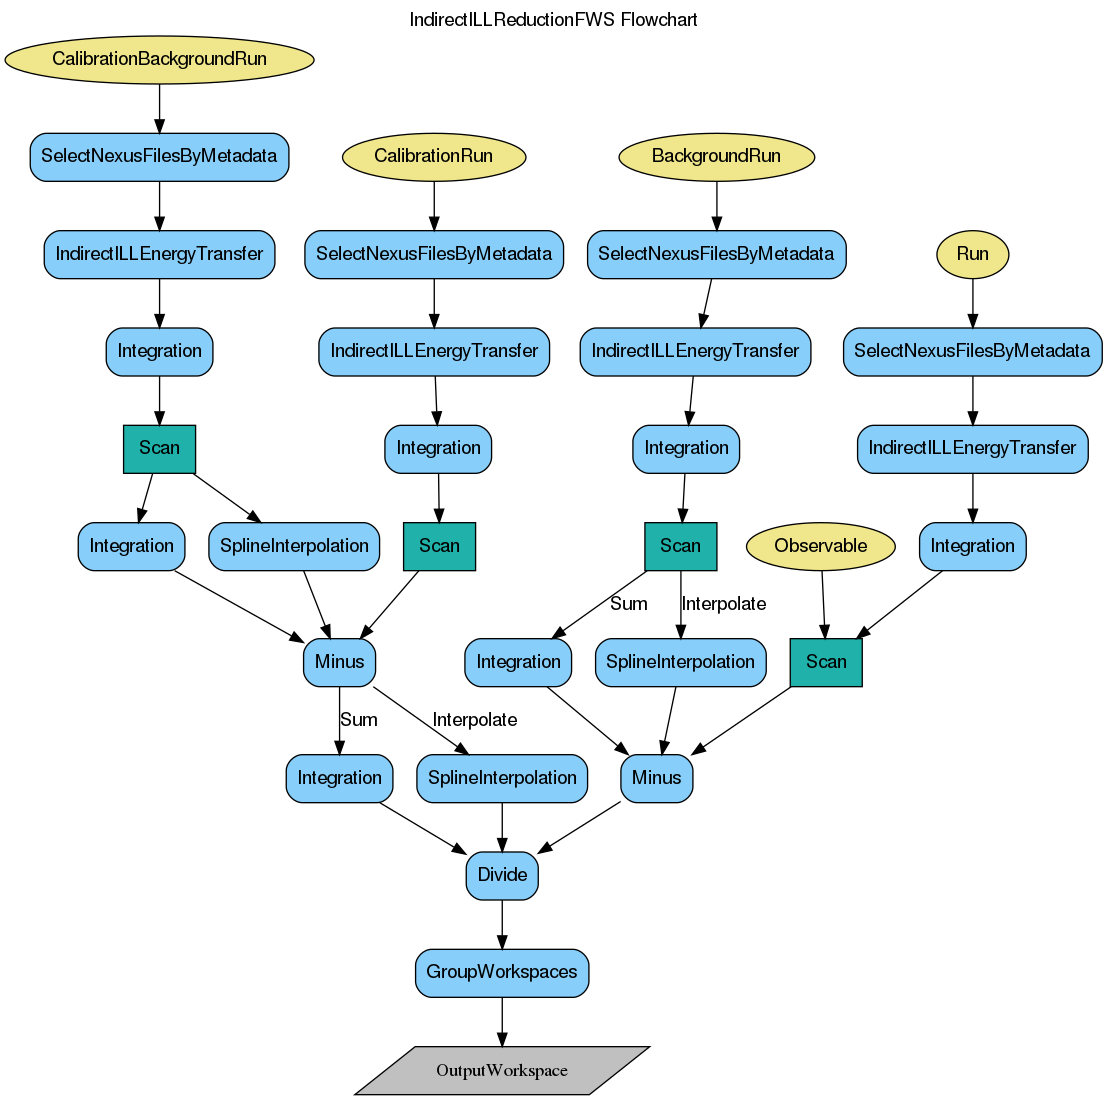 IndirectILLReductionFWS Flowchart
CalibrationBackgroundRun
SelectNexusFilesByMetadata
CalibrationRun
BackgroundRun
IndirectILLEnergyTransfer
SelectNexusFilesByMetadata
SelectNexusFilesByMetadata
Run
Integration
IndirectILLEnergyTransfer
IndirectILLEnergyTransfer
SelectNexusFilesByMetadata
Scan
Integration
Integration
IndirectILLEnergyTransfer
Integration
SplineInterpolation
Scan
Scan
Observable
Integration
Sum
Interpolate
Minus
Integration
SplineInterpolation
Scan
Sum
Interpolate
Integration
SplineInterpolation
Minus
Divide
GroupWorkspaces
OutputWorkspace